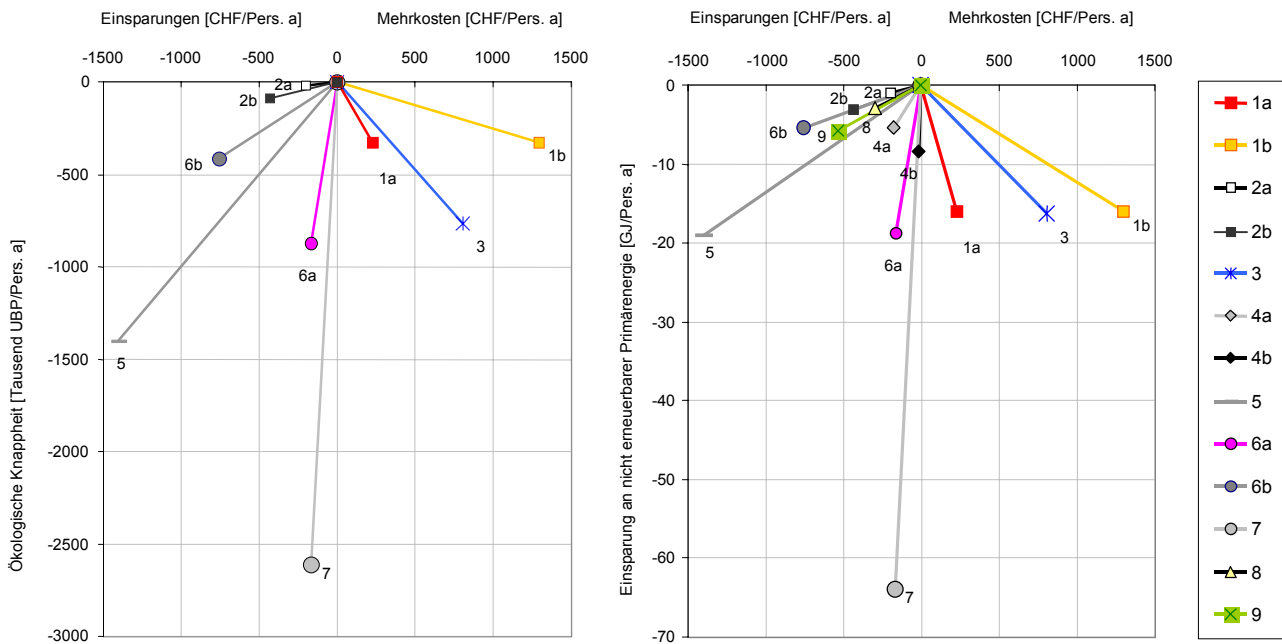 Einsparungen [CHF/Pers. a] Mehrkosten [CHF/Pers. a]
-1500 -1000 -500 0 500 1000 1500
0
-500
-1000
-1500
-2000
-2500
-3000
Ökologische Knappheit [Tausend UBP/Pers. a]
2a
2b
6b
1b
1a
3
6a
5
7
Einsparungen [CHF/Pers. a] Mehrkosten [CHF/Pers. a]
-1500 -1000 -500 0 500 1000 1500
0
-10
-20
-30
-40
-50
-60
-70
Einsparung an nicht erneuerbarer Primärenergie [GJ/Pers. a]
2a
2b
6b
9
8
4a
4b
1b
1a
3
6a
5
7
1a
1b
2a
2b
3
4a
4b
5
6a
6b
7
8
9